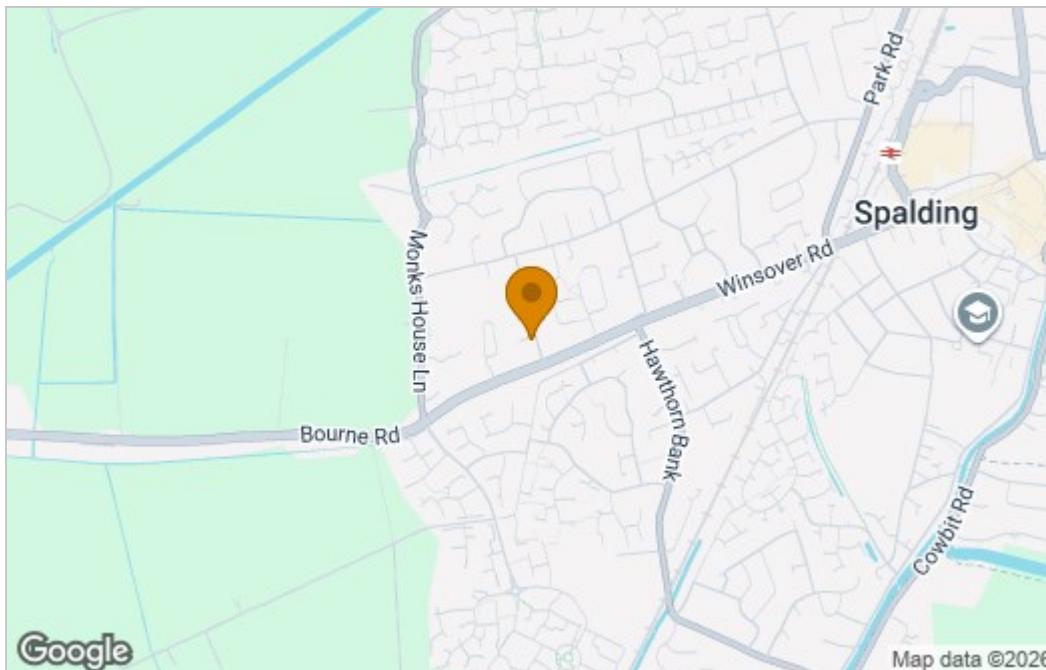 Park Rd
Spalding
Monks House Ln
Winsover Rd
Hawthorn Bank
Bourne Rd
Cowbit Rd
Google
Map data ©2026